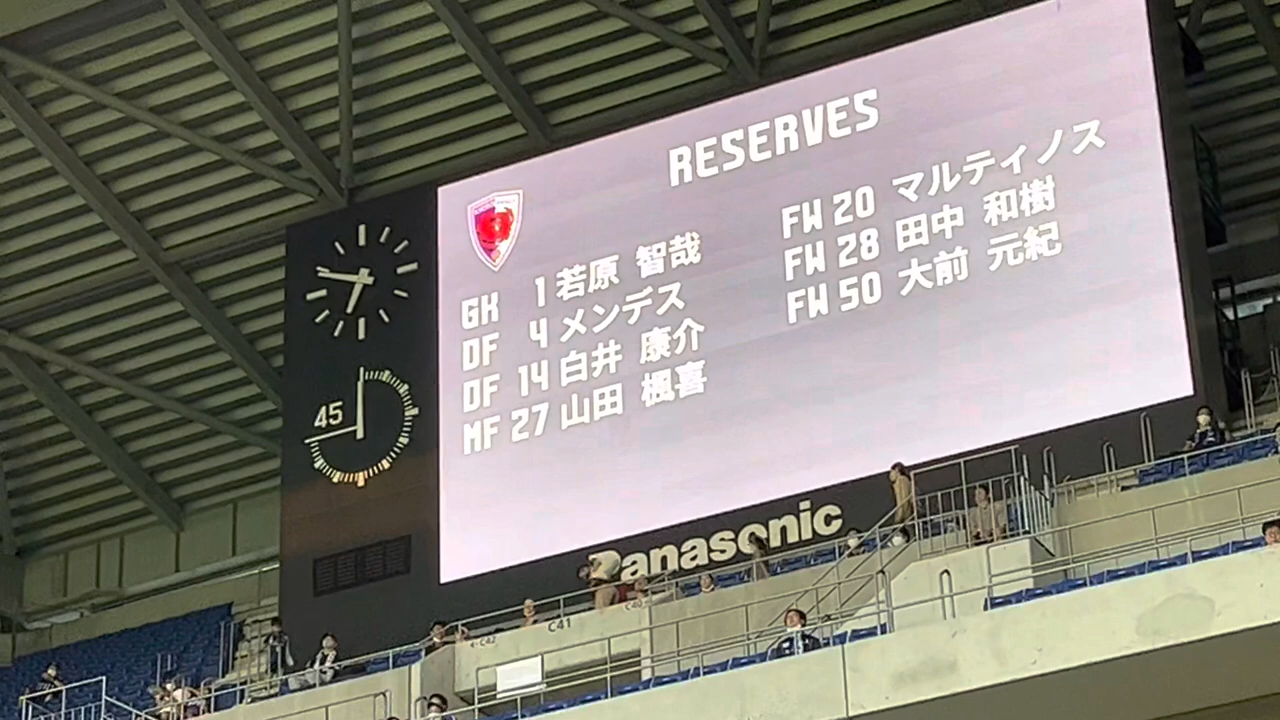 RESERVES
GK 1 若原 智哉
DF 4 メンデス
DF 14 白井 康介
MF 27 山田 楓喜
FW 20 マルティノス
FW 28 田中 和樹
FW 50 大前 元紀
45
Panasonic
C42
C41
C40